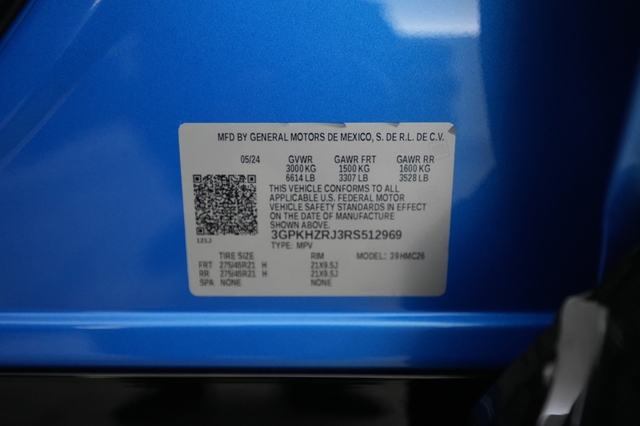 MFD BY GENERAL MOTORS DE MEXICO, S. DE R.L. DE C.V.
05/24 GVWR GAWR FRT GAWR RR
3000 KG 1500 KG 1600 KG
6614 LB 3307 LB 3528 LB
THIS VEHICLE CONFORMS TO ALL
APPLICABLE U.S. FEDERAL MOTOR
VEHICLE SAFETY STANDARDS IN EFFECT
ON THE DATE OF MANUFACTURE
SHOWN ABOVE.
3GPKHZRJ3RS512969
TYPE: MPV
121J
TIRE SIZE RIM MODEL: 39HMC26
FRT 275/45R21 H 21X9.5J
RR 275/45R21 H 21X9.5J
SPA NONE NONE